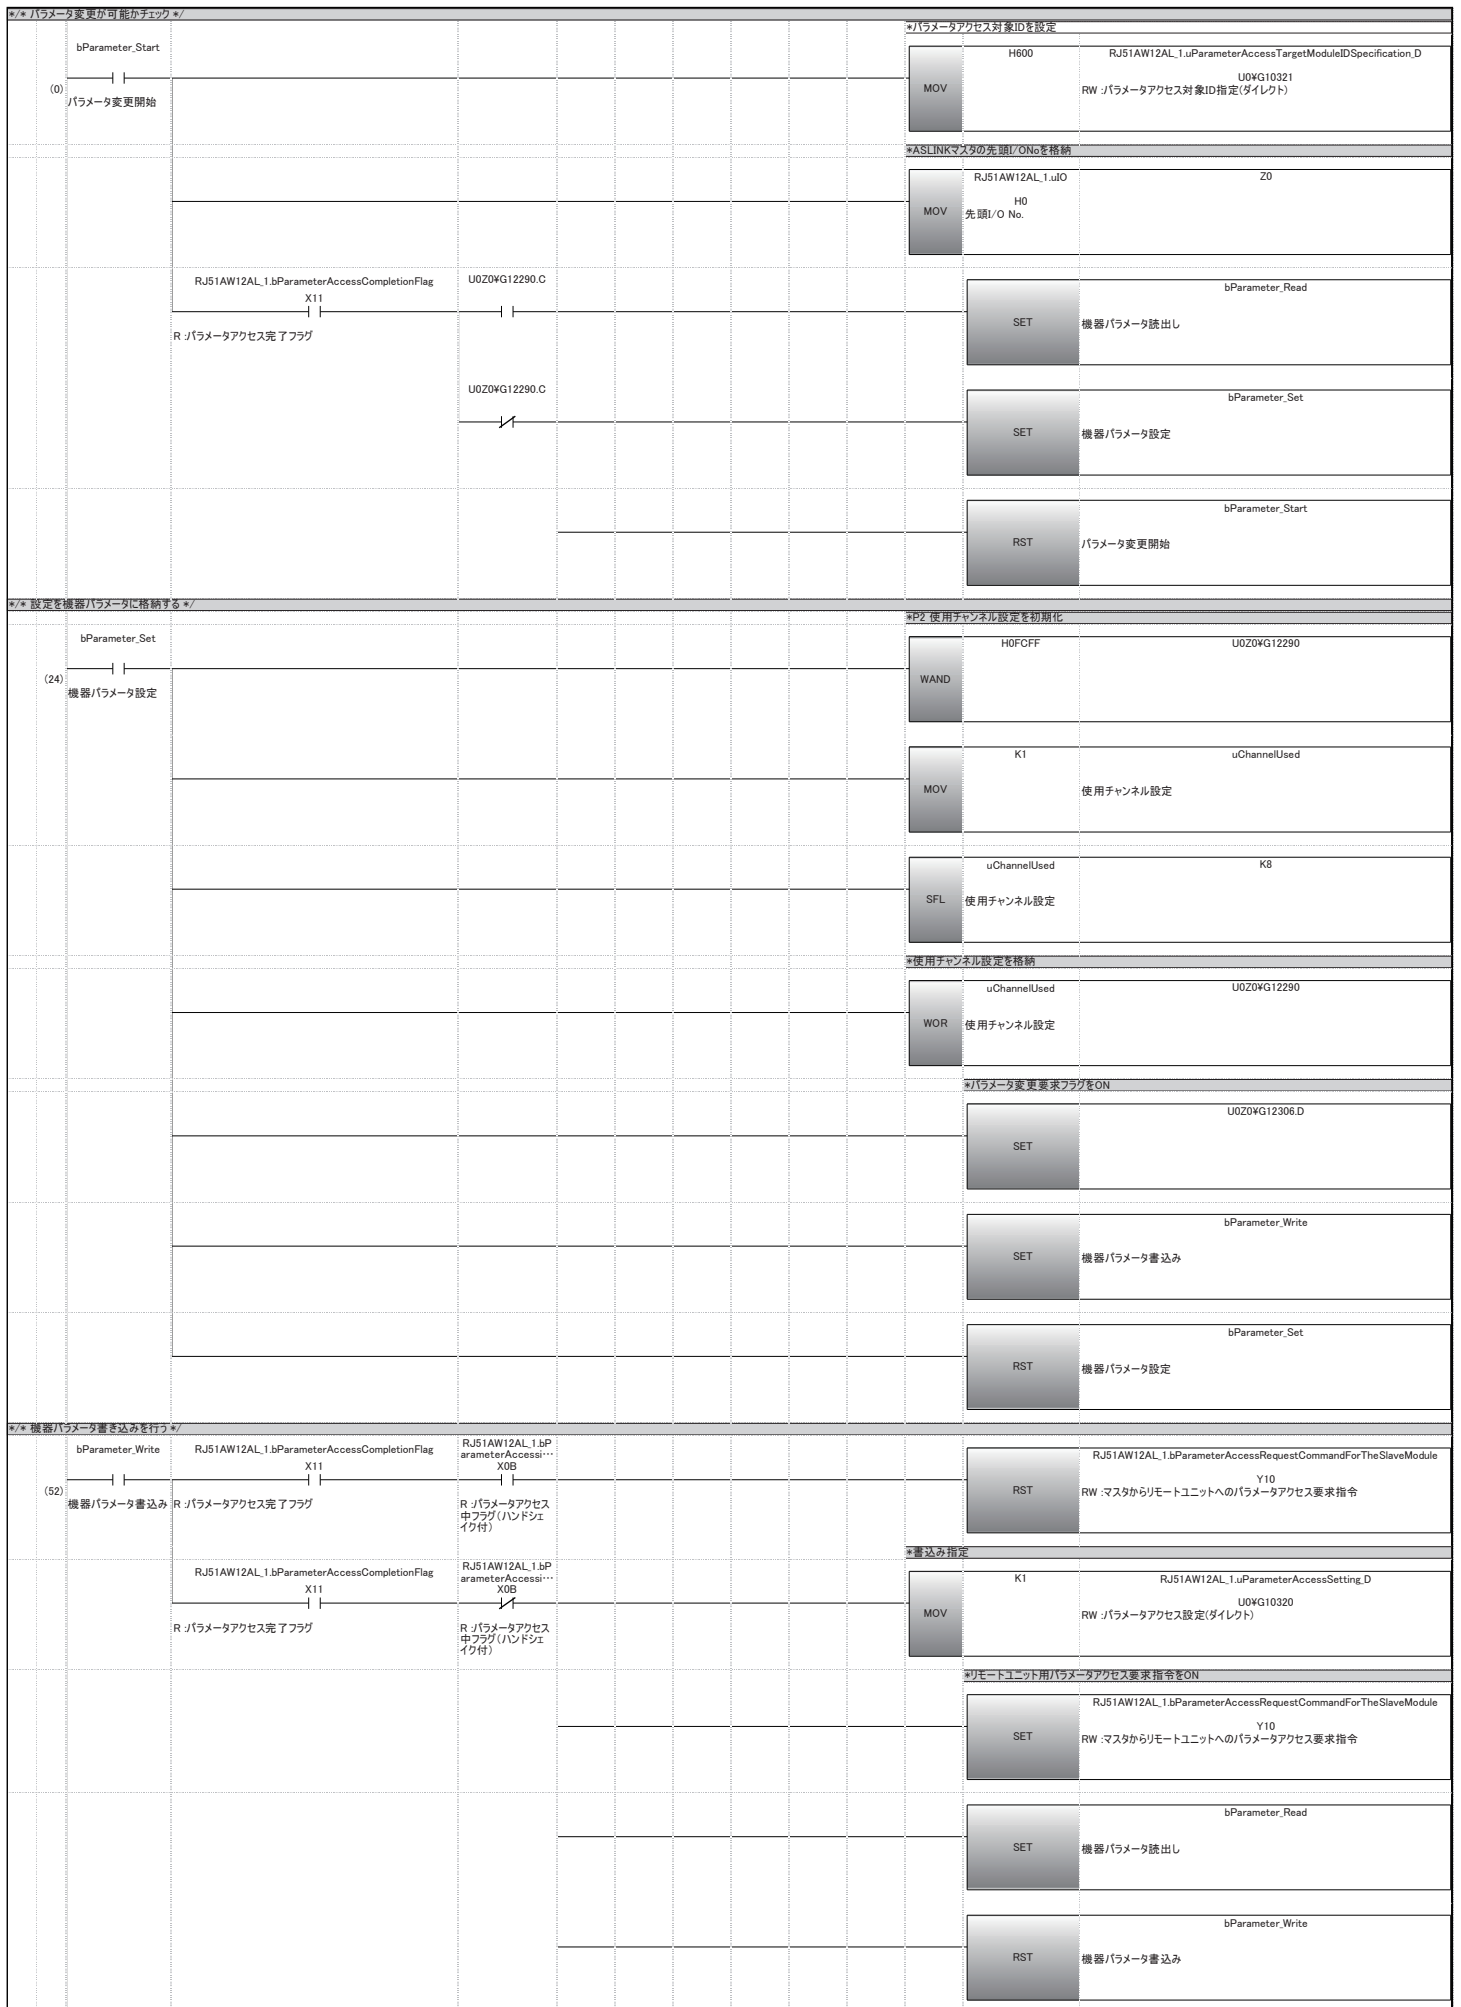 */* パラメータ変更が可能かチェック */
*パラメータアクセス対象IDを設定
bParameter_Start
(0)
パラメータ変更開始
MOV
H600
RJ51AW12AL_1.uParameterAccessTargetModuleIDSpecification_D
U0¥G10321
RW :パラメータアクセス対象ID指定(ダイレクト)
*ASLINKマスタの先頭I/ONoを格納
MOV
RJ51AW12AL_1.uIO
H0
先頭I/O No.
Z0
RJ51AW12AL_1.bParameterAccessCompletionFlag
X11
R :パラメータアクセス完了フラグ
U0Z0¥G12290.C
SET
bParameter_Read
機器パラメータ読出し
U0Z0¥G12290.C
SET
bParameter_Set
機器パラメータ設定
RST
bParameter_Start
パラメータ変更開始
*/* 設定を機器パラメータに格納する */
*P2 使用チャンネル設定を初期化
bParameter_Set
(24)
機器パラメータ設定
WAND
H0FCFF
U0Z0¥G12290
MOV
K1
uChannelUsed
使用チャンネル設定
SFL
uChannelUsed
使用チャンネル設定
K8
*使用チャンネル設定を格納
WOR
uChannelUsed
使用チャンネル設定
U0Z0¥G12290
*パラメータ変更要求フラグをON
SET
U0Z0¥G12306.D
SET
bParameter_Write
機器パラメータ書込み
RST
bParameter_Set
機器パラメータ設定
*/* 機器パラメータ書き込みを行う */
bParameter_Write
(52)
機器パラメータ書込み
RJ51AW12AL_1.bParameterAccessCompletionFlag
X11
R :パラメータアクセス完了フラグ
RJ51AW12AL_1.bP
arameterAccessi…
X0B
R :パラメータアクセス
中フラグ(ハンドシェ
イク付)
RST
RJ51AW12AL_1.bParameterAccessRequestCommandForTheSlaveModule
Y10
RW :マスタからリモートユニットへのパラメータアクセス要求指令
*書込み指定
RJ51AW12AL_1.bParameterAccessCompletionFlag
X11
R :パラメータアクセス完了フラグ
RJ51AW12AL_1.bP
arameterAccessi…
X0B
R :パラメータアクセス
中フラグ(ハンドシェ
イク付)
MOV
K1
RJ51AW12AL_1.uParameterAccessSetting_D
U0¥G10320
RW :パラメータアクセス設定(ダイレクト)
*リモートユニット用パラメータアクセス要求指令をON
SET
RJ51AW12AL_1.bParameterAccessRequestCommandForTheSlaveModule
Y10
RW :マスタからリモートユニットへのパラメータアクセス要求指令
SET
bParameter_Read
機器パラメータ読出し
RST
bParameter_Write
機器パラメータ書込み